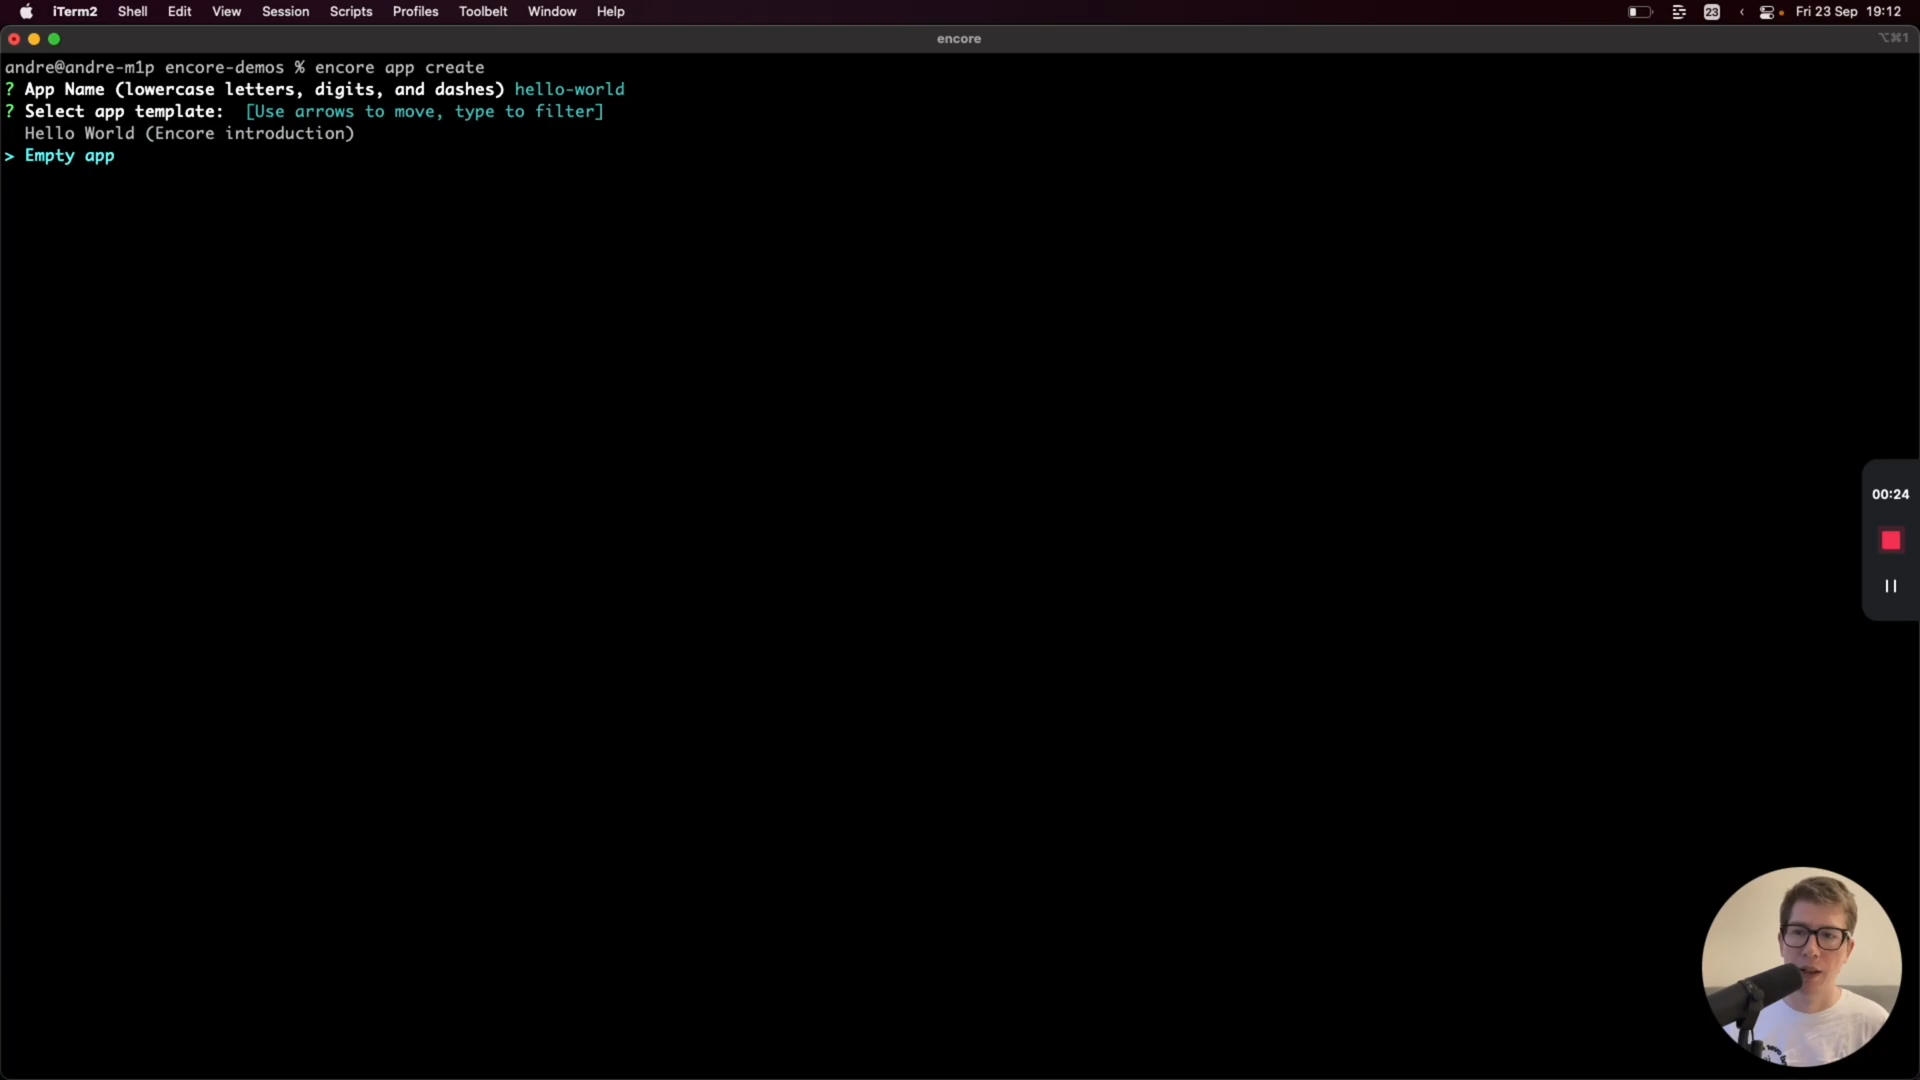 iTerm2 Shell Edit View Session Scripts Profiles Toolbelt Window Help 23 Fri 23 Sep 19:12
encore ⌥⌘1
andre@andre-m1p encore-demos % encore app create
? App Name (lowercase letters, digits, and dashes) hello-world
? Select app template:  [Use arrows to move, type to filter]
  Hello World (Encore introduction)
> Empty app
00:24